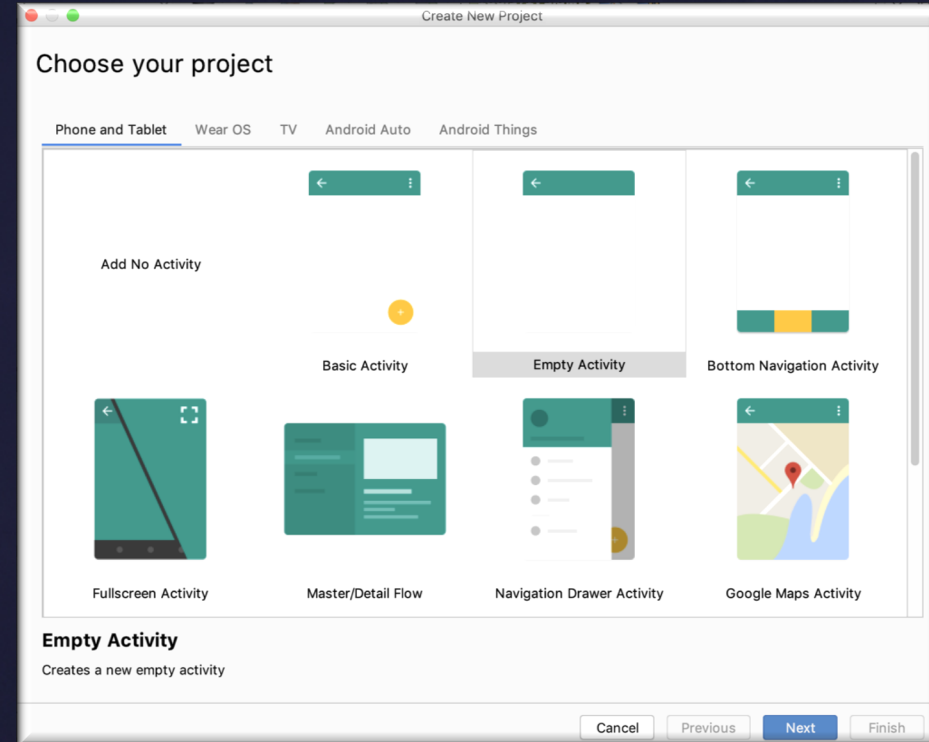 Create New Project
Choose your project
Phone and Tablet Wear OS TV Android Auto Android Things
Add No Activity
Basic Activity Empty Activity Bottom Navigation Activity
Fullscreen Activity Master/Detail Flow Navigation Drawer Activity Google Maps Activity
Empty Activity
Creates a new empty activity
Cancel Previous Next Finish